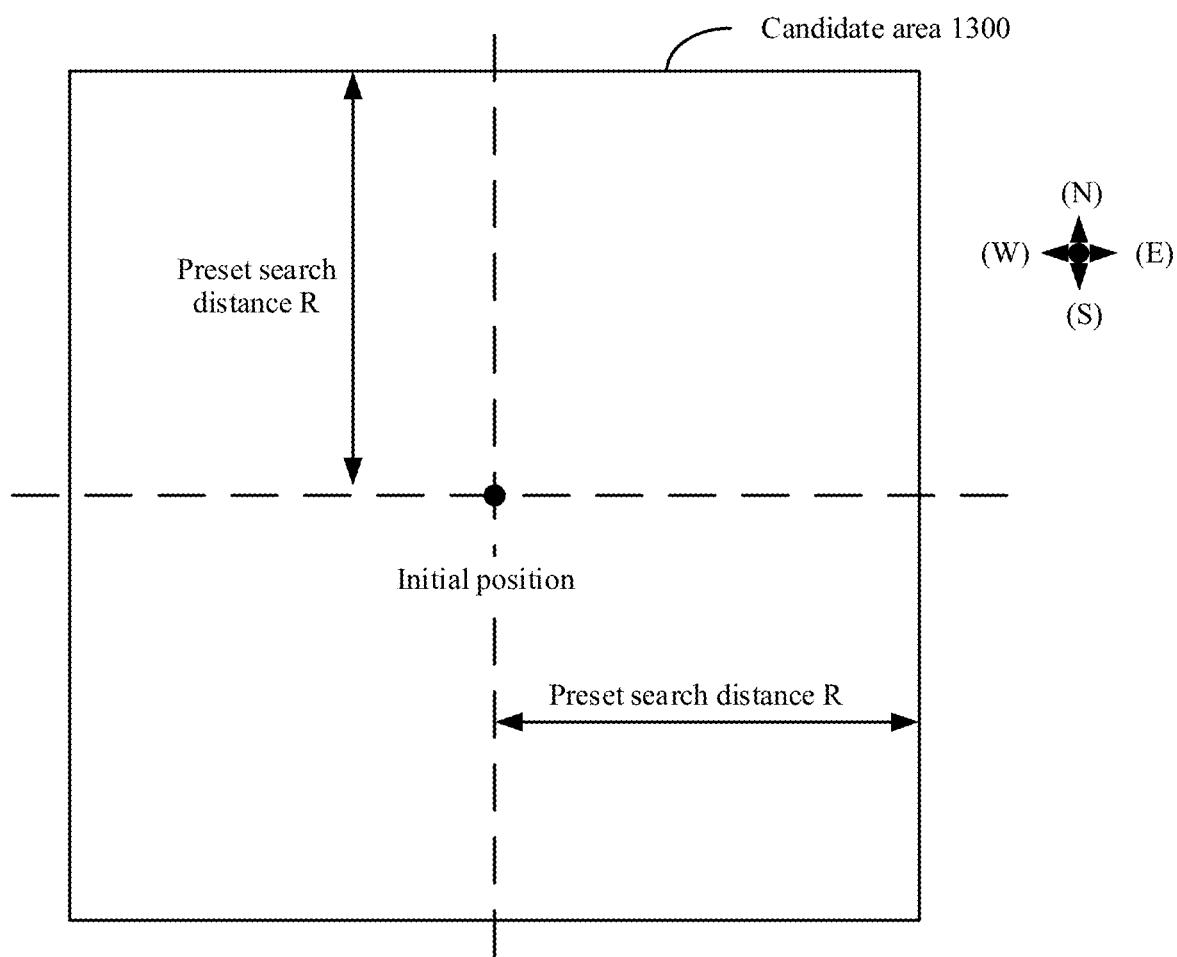 Candidate area 1300
(N)
(W)
(E)
(S)
Preset search
distance R
Initial position
Preset search distance R